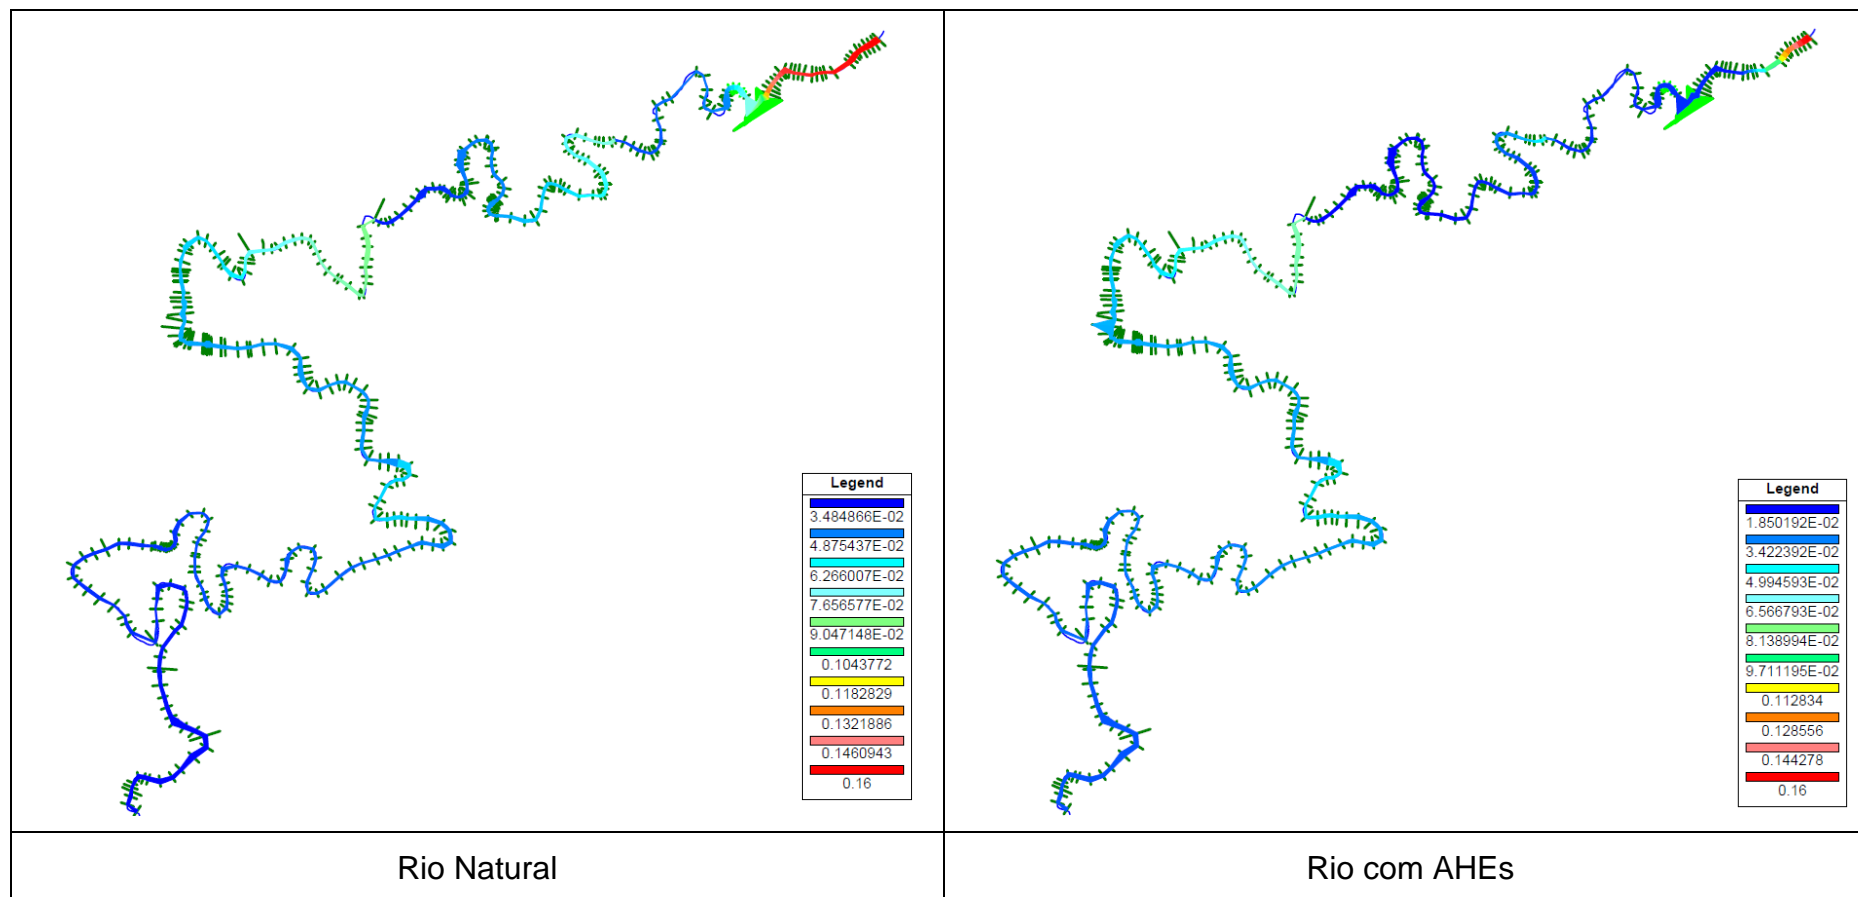 Legend
3.484866E-02
4.875437E-02
6.266007E-02
7.656577E-02
9.047148E-02
0.1043772
0.1182829
0.1321886
0.1460943
0.16
Legend
1.850192E-02
3.422392E-02
4.994593E-02
6.566793E-02
8.138994E-02
9.711195E-02
0.112834
0.128556
0.144278
0.16
Rio Natural
Rio com AHEs